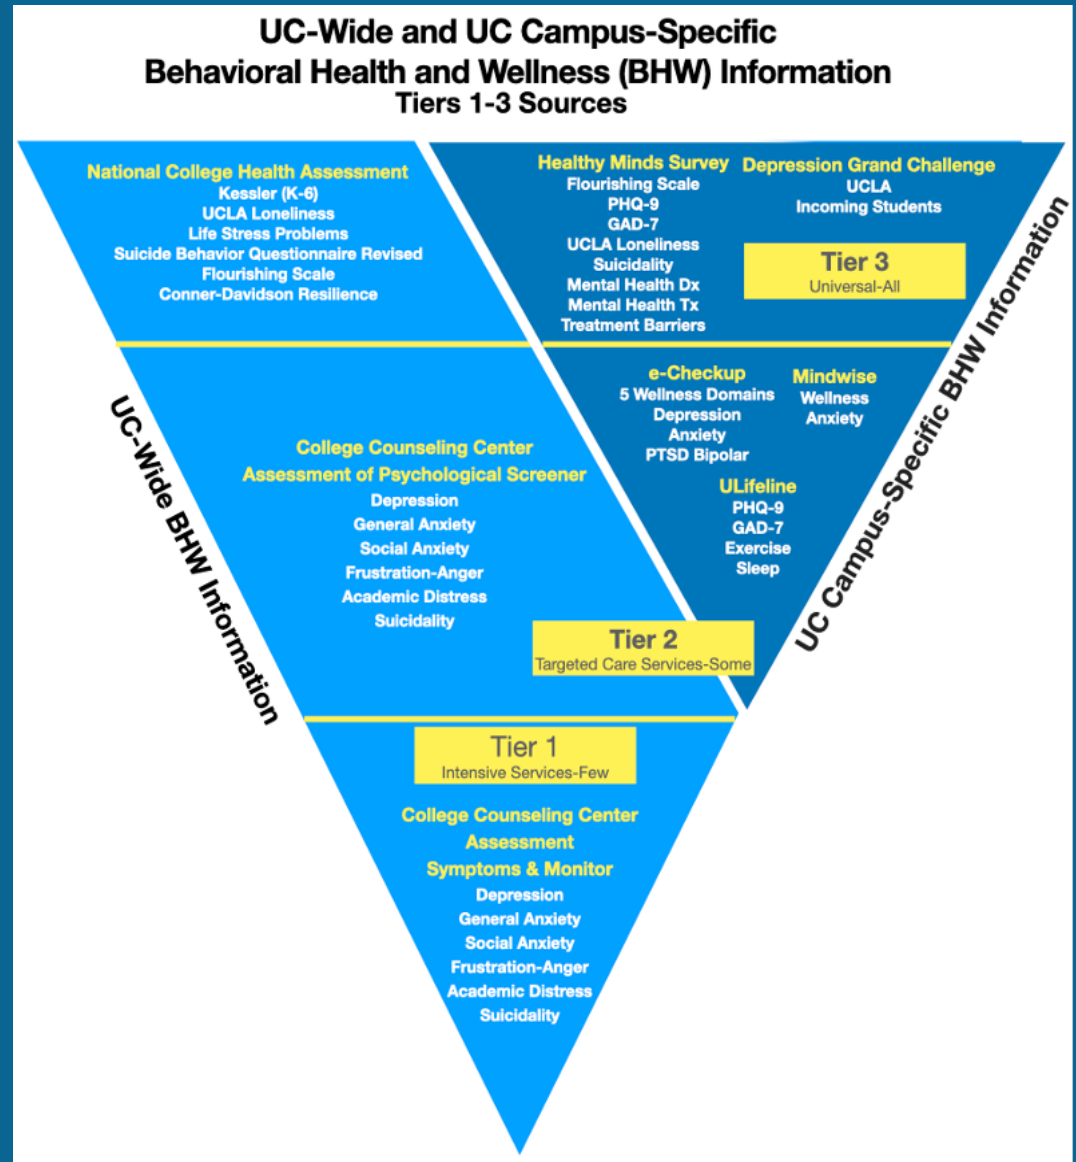 UC-Wide and UC Campus-Specific
Behavioral Health and Wellness (BHW) Information
Tiers 1-3 Sources
National College Health Assessment
Kessler (K-6)
UCLA Loneliness
Life Stress Problems
Suicide Behavior Questionnaire Revised
Flourishing Scale
Conner-Davidson Resilience
Healthy Minds Survey
Flourishing Scale
PHQ-9
GAD-7
UCLA Loneliness
Suicidality
Mental Health Dx
Mental Health Tx
Treatment Barriers
Depression Grand Challenge
UCLA
Incoming Students
Tier 3
Universal-All
UC-Wide BHW Information
College Counseling Center
Assessment of Psychological Screener
Depression
General Anxiety
Social Anxiety
Frustration-Anger
Academic Distress
Suicidality
e-Checkup
5 Wellness Domains
Depression
Anxiety
PTSD Bipolar
Mindwise
Wellness
Anxiety
ULifeline
PHQ-9
GAD-7
Exercise
Sleep
UC Campus-Specific BHW Information
Tier 2
Targeted Care Services-Some
Tier 1
Intensive Services-Few
College Counseling Center
Assessment
Symptoms & Monitor
Depression
General Anxiety
Social Anxiety
Frustration-Anger
Academic Distress
Suicidality